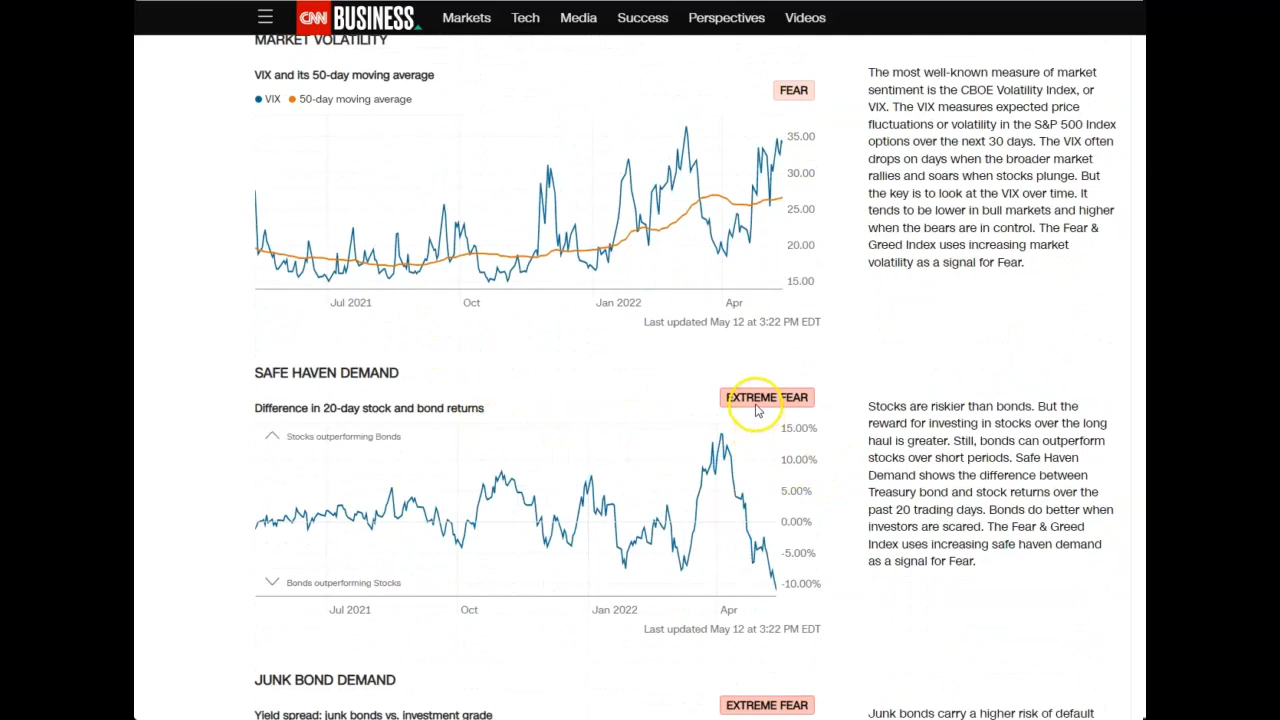 CNN BUSINESS Markets Tech Media Success Perspectives Videos
MARKET VOLATILITY
VIX and its 50-day moving average
FEAR
VIX 50-day moving average
35.00
30.00
25.00
20.00
15.00
Jul 2021 Oct Jan 2022 Apr
Last updated May 12 at 3:22 PM EDT
The most well-known measure of market
sentiment is the CBOE Volatility Index, or
VIX. The VIX measures expected price
fluctuations or volatility in the S&P 500 Index
options over the next 30 days. The VIX often
drops on days when the broader market
rallies and soars when stocks plunge. But
the key is to look at the VIX over time. It
tends to be lower in bull markets and higher
when the bears are in control. The Fear &
Greed Index uses increasing market
volatility as a signal for Fear.
SAFE HAVEN DEMAND
EXTREME FEAR
Difference in 20-day stock and bond returns
Stocks outperforming Bonds
15.00%
10.00%
5.00%
0.00%
-5.00%
-10.00%
Bonds outperforming Stocks
Jul 2021 Oct Jan 2022 Apr
Last updated May 12 at 3:22 PM EDT
Stocks are riskier than bonds. But the
reward for investing in stocks over the long
haul is greater. Still, bonds can outperform
stocks over short periods. Safe Haven
Demand shows the difference between
Treasury bond and stock returns over the
past 20 trading days. Bonds do better when
investors are scared. The Fear & Greed
Index uses increasing safe haven demand
as a signal for Fear.
JUNK BOND DEMAND
EXTREME FEAR
Yield spread: junk bonds vs. investment grade
Junk bonds carry a higher risk of default